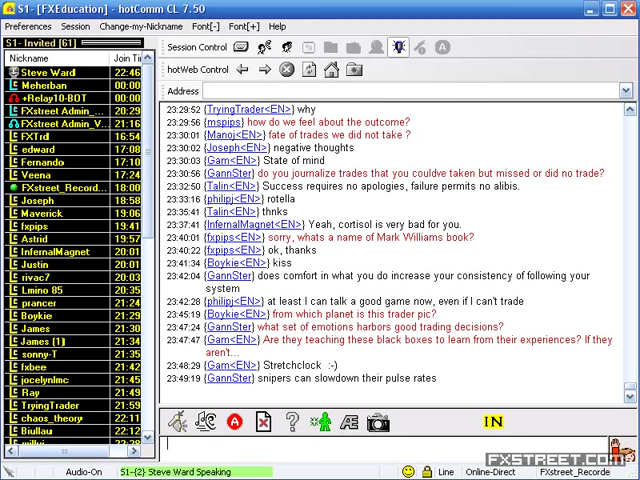 S1- [FXEducation] - hotComm CL 7.50
Preferences Session Change-my-Nickname Font[-] Font[+] Help
S1- Invited [61]
Session Control
Nickname Join Ti
hotWeb Control
Address
Steve Ward 22:46
Meherban 00:00
+Relay10-BOT 00:00
FXstreet Admin_ 20:29
FXstreet Admin_V 21:16
FXTrd 16:54
edward 17:08
Fernando 17:10
Veena 17:24
FXstreet_Record... 18:00
Joseph 18:58
Maverick 19:06
fxpips 19:41
Astrid 19:57
InfernalMagnet 20:01
Justin 20:03
rivac7 20:03
Lmino 85 20:35
prancer 21:24
Boykie 21:29
James 21:30
James (1) 21:34
sonny-T 21:35
fxbee 21:42
jocelynlmc 21:45
Ray 21:49
TryingTrader 21:59
chaos_theory 22:11
Biullau 22:12
23:29:52 {TryingTrader<EN>} why
23:29:56 {mspips} how do we feel about the outcome?
23:30:01 {Manoj<EN>} fate of trades we did not take ?
23:30:02 {Joseph<EN>} negative thoughts
23:30:03 {Gam<EN>} State of mind
23:30:56 {GannSter} do you journalize trades that you couldve taken but missed or did no trade?
23:32:50 {Talin<EN>} Success requires no apologies, failure permits no alibis.
23:33:16 {philipj<EN>} rotella
23:35:41 {Talin<EN>} thnks
23:37:41 {InfernalMagnet<EN>} Yeah, cortisol is very bad for you.
23:40:01 {fxpips<EN>} sorry, whats a name of Mark Williams book?
23:40:22 {fxpips<EN>} ok, thanks
23:41:34 {Boykie<EN>} kiss
23:42:04 {GannSter} does comfort in what you do increase your consistency of following your
system
23:42:28 {philipj<EN>} at least I can talk a good game now, even if I can't trade
23:45:19 {Boykie<EN>} from which planet is this trader pic?
23:47:24 {GannSter} what set of emotions harbors good trading decisions?
23:47:47 {Gam<EN>} Are they teaching these black boxes to learn from their experiences? If they
aren't...
23:48:29 {Gam<EN>} Stretchclock :-)
23:49:19 {GannSter} snipers can slowdown their pulse rates
IN
FXSTREET.COM
Audio-On S1-{2} Steve Ward Speaking Line Online-Direct FXstreet_Recorde